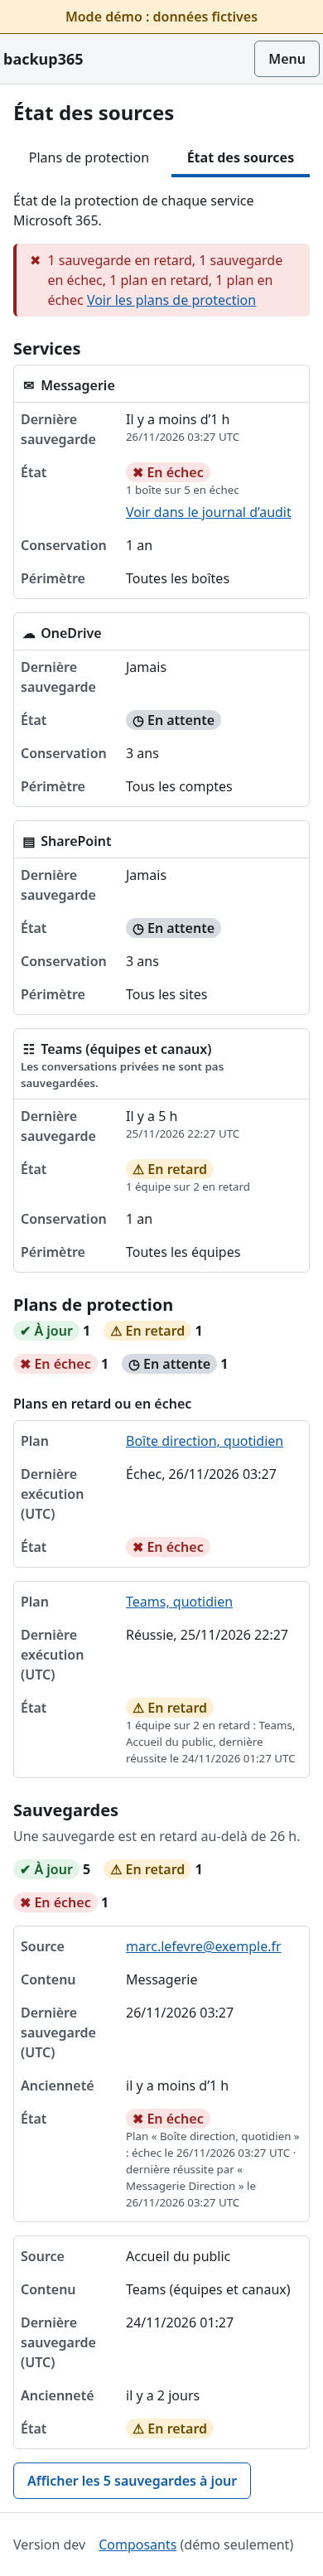 Mode démo : données fictives
backup365
Menu
État des sources
Plans de protection
État des sources
État de la protection de chaque service
Microsoft 365.
✖ 1 sauvegarde en retard, 1 sauvegarde
en échec, 1 plan en retard, 1 plan en
échec Voir les plans de protection
Services
✉ Messagerie
Dernière
sauvegarde
Il y a moins d’1 h
26/11/2026 03:27 UTC
État
✖ En échec
1 boîte sur 5 en échec
Voir dans le journal d’audit
Conservation
1 an
Périmètre
Toutes les boîtes
☁ OneDrive
Dernière
sauvegarde
Jamais
État
◷ En attente
Conservation
3 ans
Périmètre
Tous les comptes
▤ SharePoint
Dernière
sauvegarde
Jamais
État
◷ En attente
Conservation
3 ans
Périmètre
Tous les sites
☷ Teams (équipes et canaux)
Les conversations privées ne sont pas
sauvegardées.
Dernière
sauvegarde
Il y a 5 h
25/11/2026 22:27 UTC
État
⚠ En retard
1 équipe sur 2 en retard
Conservation
1 an
Périmètre
Toutes les équipes
Plans de protection
✔ À jour 1 ⚠ En retard 1
✖ En échec 1 ◷ En attente 1
Plans en retard ou en échec
Plan
Boîte direction, quotidien
Dernière
exécution
(UTC)
Échec, 26/11/2026 03:27
État
✖ En échec
Plan
Teams, quotidien
Dernière
exécution
(UTC)
Réussie, 25/11/2026 22:27
État
⚠ En retard
1 équipe sur 2 en retard : Teams,
Accueil du public, dernière
réussite le 24/11/2026 01:27 UTC
Sauvegardes
Une sauvegarde est en retard au-delà de 26 h.
✔ À jour 5 ⚠ En retard 1
✖ En échec 1
Source
marc.lefevre@exemple.fr
Contenu
Messagerie
Dernière
sauvegarde
(UTC)
26/11/2026 03:27
Ancienneté
il y a moins d’1 h
État
✖ En échec
Plan « Boîte direction, quotidien »
: échec le 26/11/2026 03:27 UTC ·
dernière réussite par «
Messagerie Direction » le
26/11/2026 03:27 UTC
Source
Accueil du public
Contenu
Teams (équipes et canaux)
Dernière
sauvegarde
(UTC)
24/11/2026 01:27
Ancienneté
il y a 2 jours
État
⚠ En retard
Afficher les 5 sauvegardes à jour
Version dev Composants (démo seulement)